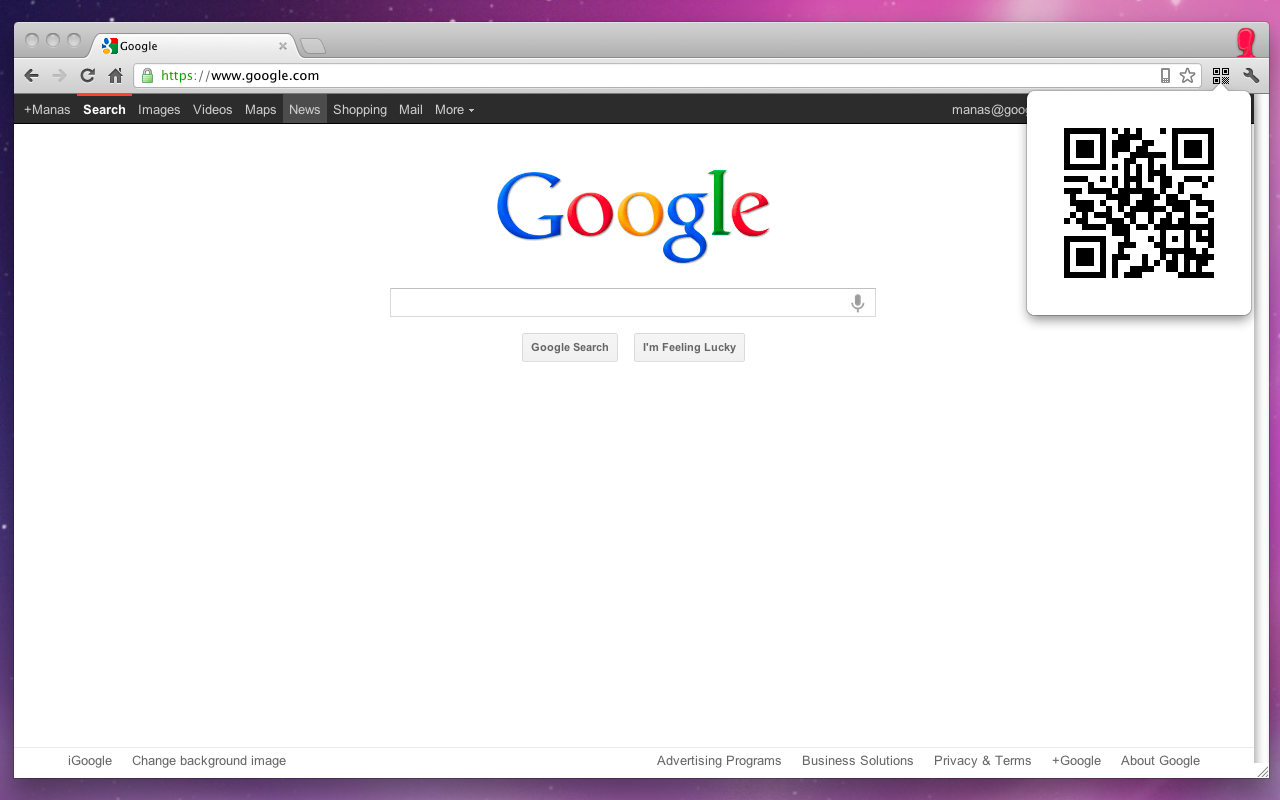 Google
https://www.google.com
+Manas Search Images Videos Maps News Shopping Mail More
manas@goog
Google
Google Search I'm Feeling Lucky
iGoogle Change background image Advertising Programs Business Solutions Privacy & Terms +Google About Google